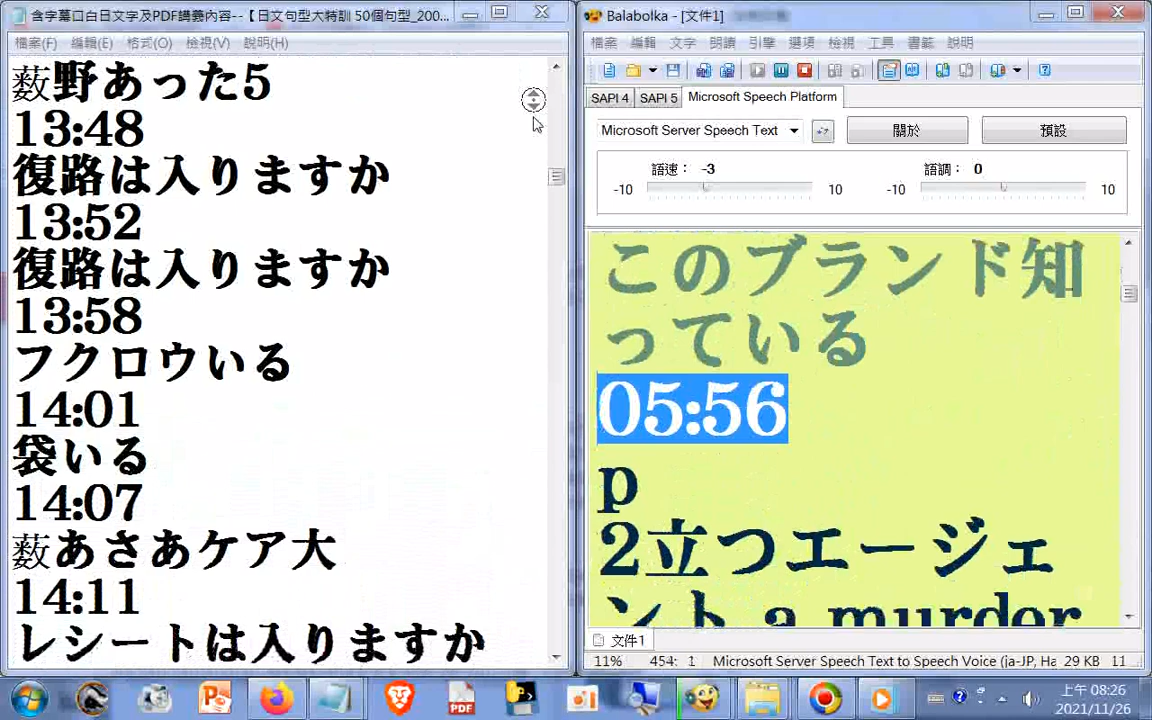 含字幕口白日文字及PDF講義內容--【日文句型大特訓 50個句型_200...
檔案(F) 編輯(E) 格式(O) 檢視(V) 說明(H)
薮野あった5
13:48
復路は入りますか
13:52
復路は入りますか
13:58
フクロウいる
14:01
袋いる
14:07
薮あさあケア大
14:11
レシートは入りますか
Balabolka - [文件1]
檔案 編輯 文字 朗讀 引擎 選項 檢視 工具 書籤 說明
SAPI 4 SAPI 5 Microsoft Speech Platform
Microsoft Server Speech Text 關於 預設
語速: -3 語調: 0
-10 10 -10 10
このブランド知
っている
05:56
p
2立つエージェ
ント a murder
文件1
11% 454: 1 Microsoft Server Speech Text to Speech Voice (ja-JP, Ha 29 KB 11
PDF
上午 08:26
2021/11/26